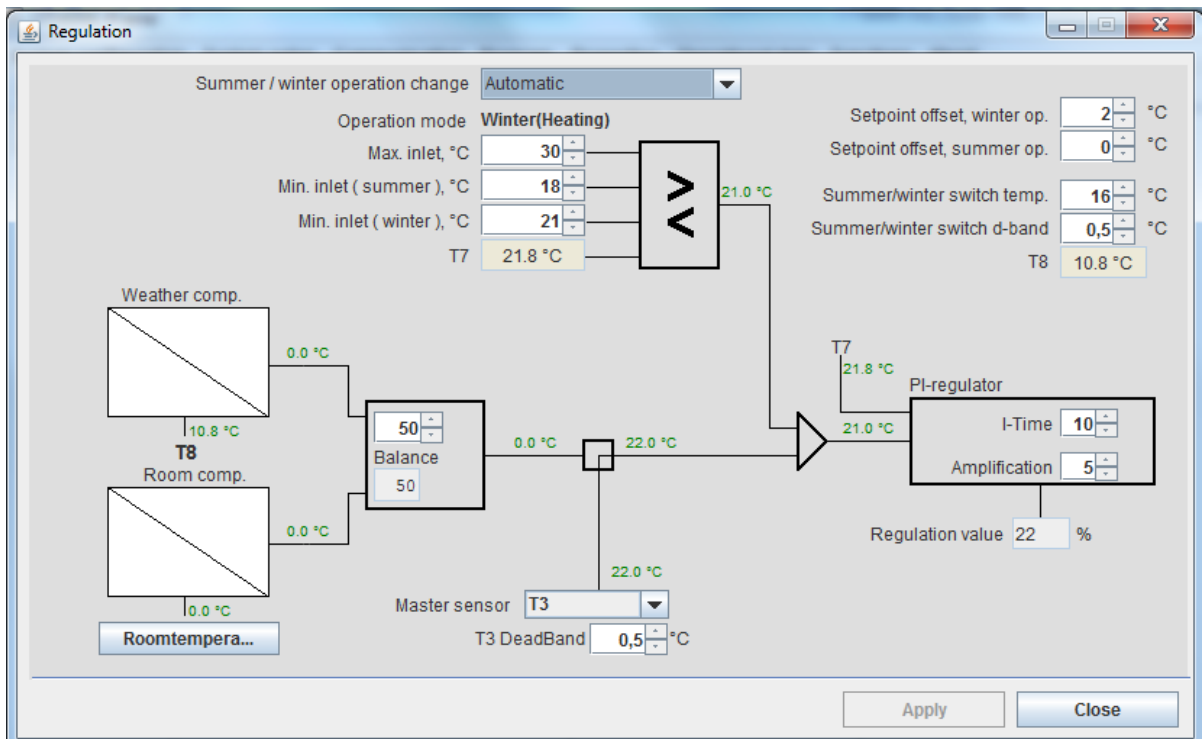 Regulation
Summer / winter operation change Automatic
Operation mode Winter(Heating)
Max. inlet, °C 30
Min. inlet ( summer ), °C 18
Min. inlet ( winter ), °C 21
T7 21.8 °C
> <
21.0 °C
Setpoint offset, winter op. 2 °C
Setpoint offset, summer op. 0 °C
Summer/winter switch temp. 16 °C
Summer/winter switch d-band 0,5 °C
T8 10.8 °C
Weather comp.
0.0 °C
10.8 °C
T8
Room comp.
0.0 °C
0.0 °C
Roomtempera...
50
Balance
50
0.0 °C
22.0 °C
22.0 °C
Master sensor T3
T3 DeadBand 0,5 °C
T7
21.8 °C
21.0 °C
PI-regulator
I-Time 10
Amplification 5
Regulation value 22 %
Apply
Close